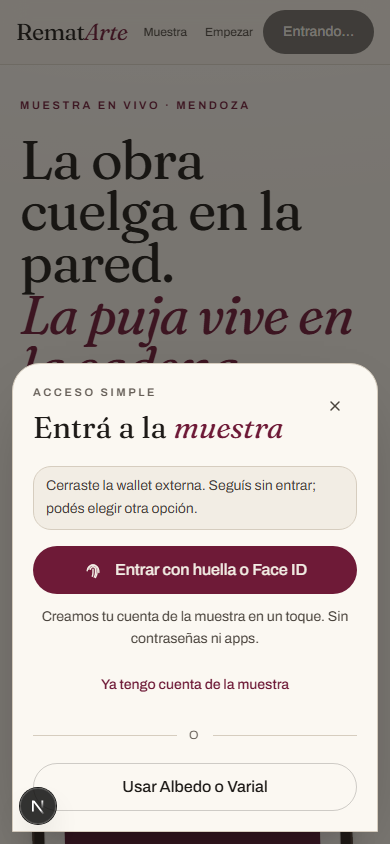 RematArte Muestra Empezar Entrando...
MUESTRA EN VIVO · MENDOZA
La obra
cuelga en la
pared.
La puja vive en
la cadena
ACCESO SIMPLE
Entrá a la muestra
Cerraste la wallet externa. Seguís sin entrar;
podés elegir otra opción.
Entrar con huella o Face ID
Creamos tu cuenta de la muestra en un toque. Sin
contraseñas ni apps.
Ya tengo cuenta de la muestra
O
Usar Albedo o Varial
N